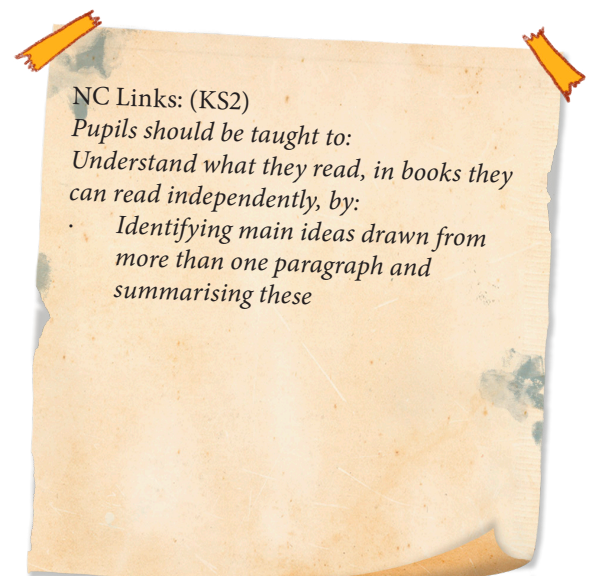 NC Links: (KS2)
Pupils should be taught to:
Understand what they read, in books they
can read independently, by:
· Identifying main ideas drawn from
more than one paragraph and
summarising these